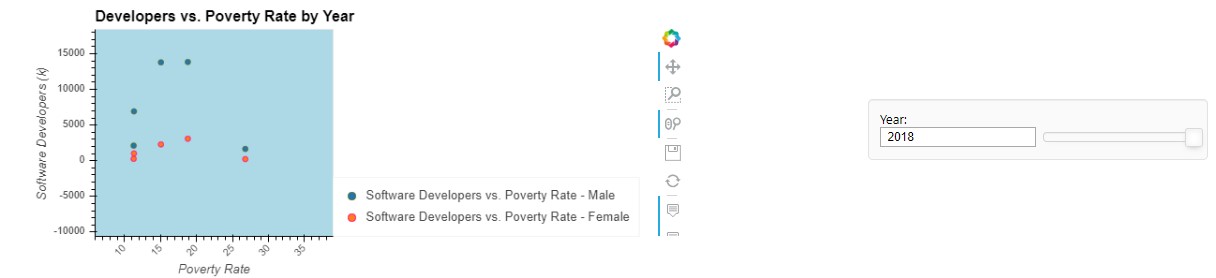 Developers vs. Poverty Rate by Year
Software Developers (k)
15000
10000
5000
0
-5000
-10000
10
15
20
25
30
35
Poverty Rate
Software Developers vs. Poverty Rate - Male
Software Developers vs. Poverty Rate - Female
Year:
2018